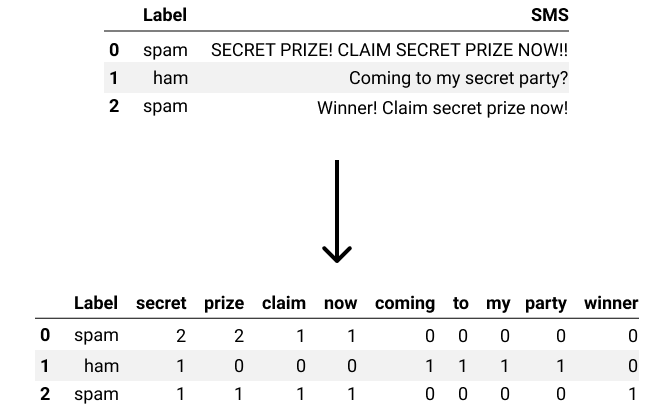 Label SMS
0 spam SECRET PRIZE! CLAIM SECRET PRIZE NOW!!
1 ham Coming to my secret party?
2 spam Winner! Claim secret prize now!
Label secret prize claim now coming to my party winner
0 spam 2 2 1 1 0 0 0 0 0
1 ham 1 0 0 0 1 1 1 1 0
2 spam 1 1 1 1 0 0 0 0 1